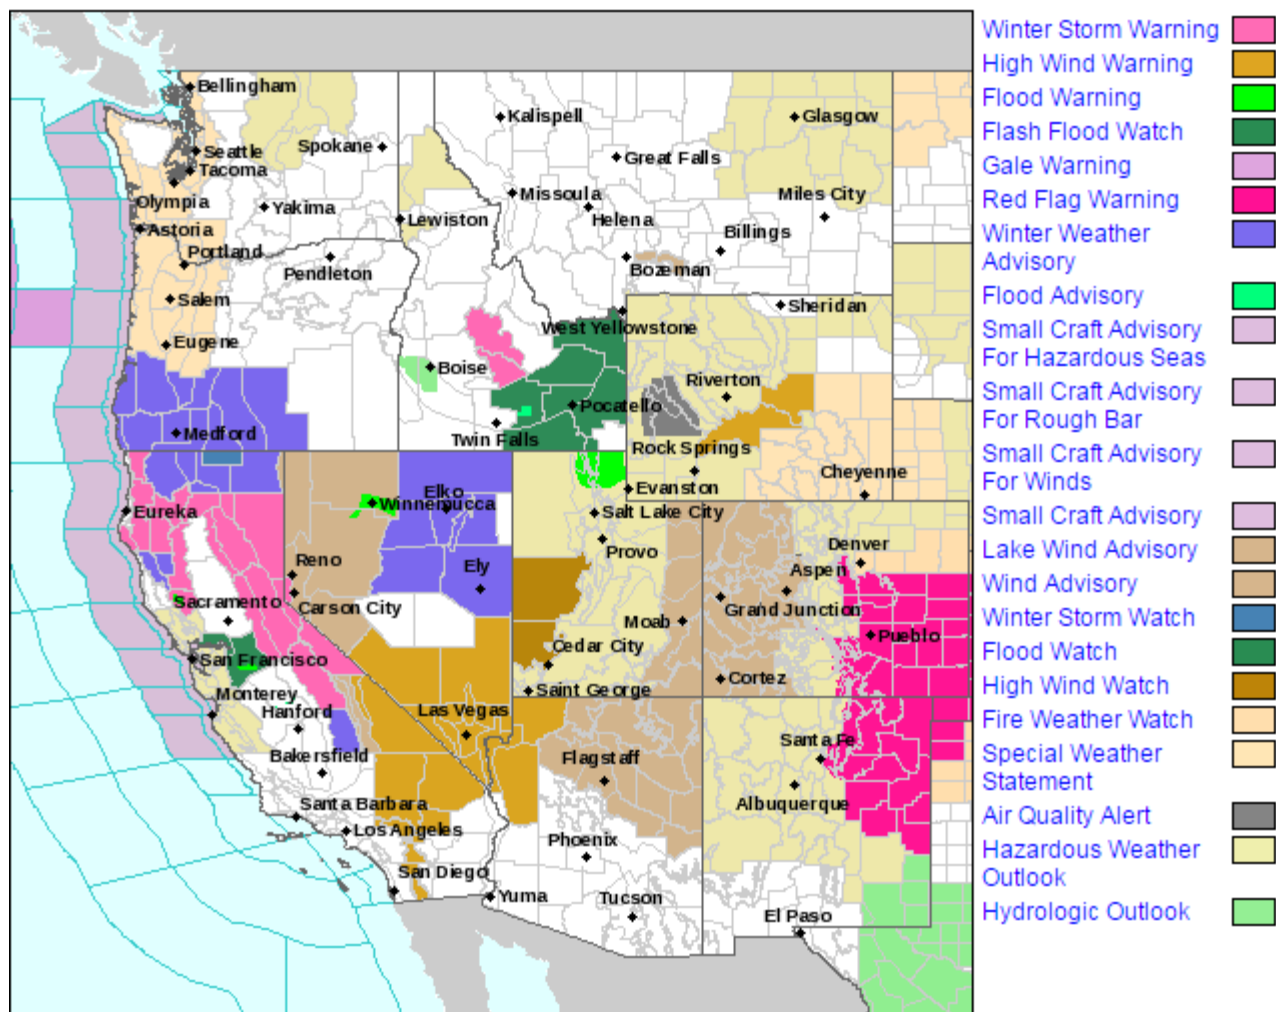 Bellingham
Seattle
Spokane
Tacoma
Olympia
Yakima
Astoria
Portland
Pendleton
Salem
Eugene
Medford
Kalispell
Great Falls
Glasgow
Missoula
Helena
Miles City
Lewiston
Billings
Bozeman
Sheridan
West Yellowstone
Boise
Riverton
Pocatello
Twin Falls
Rock Springs
Cheyenne
Evanston
Eureka
Elko
Winnemucca
Salt Lake City
Provo
Reno
Ely
Denver
Aspen
Sacramento
Carson City
Grand Junction
Moab
Pueblo
Cedar City
San Francisco
Cortez
Saint George
Monterey
Hanford
Las Vegas
Bakersfield
Flagstaff
Santa Fe
Albuquerque
Santa Barbara
Los Angeles
Phoenix
San Diego
Yuma
Tucson
El Paso
Winter Storm Warning
High Wind Warning
Flood Warning
Flash Flood Watch
Gale Warning
Red Flag Warning
Winter Weather
Advisory
Flood Advisory
Small Craft Advisory
For Hazardous Seas
Small Craft Advisory
For Rough Bar
Small Craft Advisory
For Winds
Small Craft Advisory
Lake Wind Advisory
Wind Advisory
Winter Storm Watch
Flood Watch
High Wind Watch
Fire Weather Watch
Special Weather
Statement
Air Quality Alert
Hazardous Weather
Outlook
Hydrologic Outlook